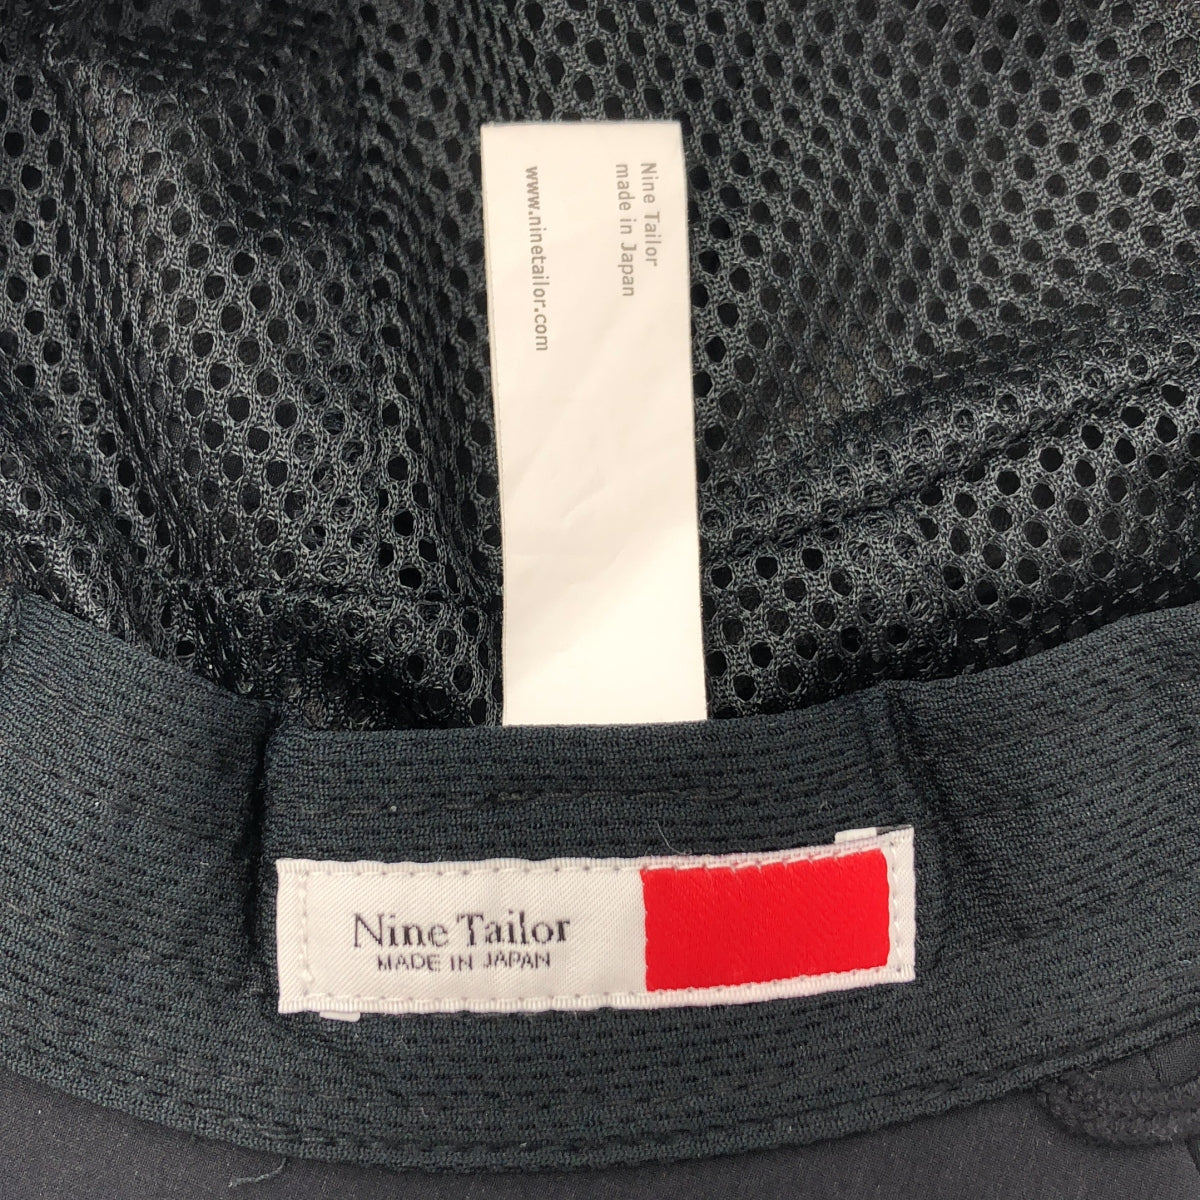 Nine Tailor
made in Japan
www.ninetailor.com
Nine Tailor
MADE IN JAPAN